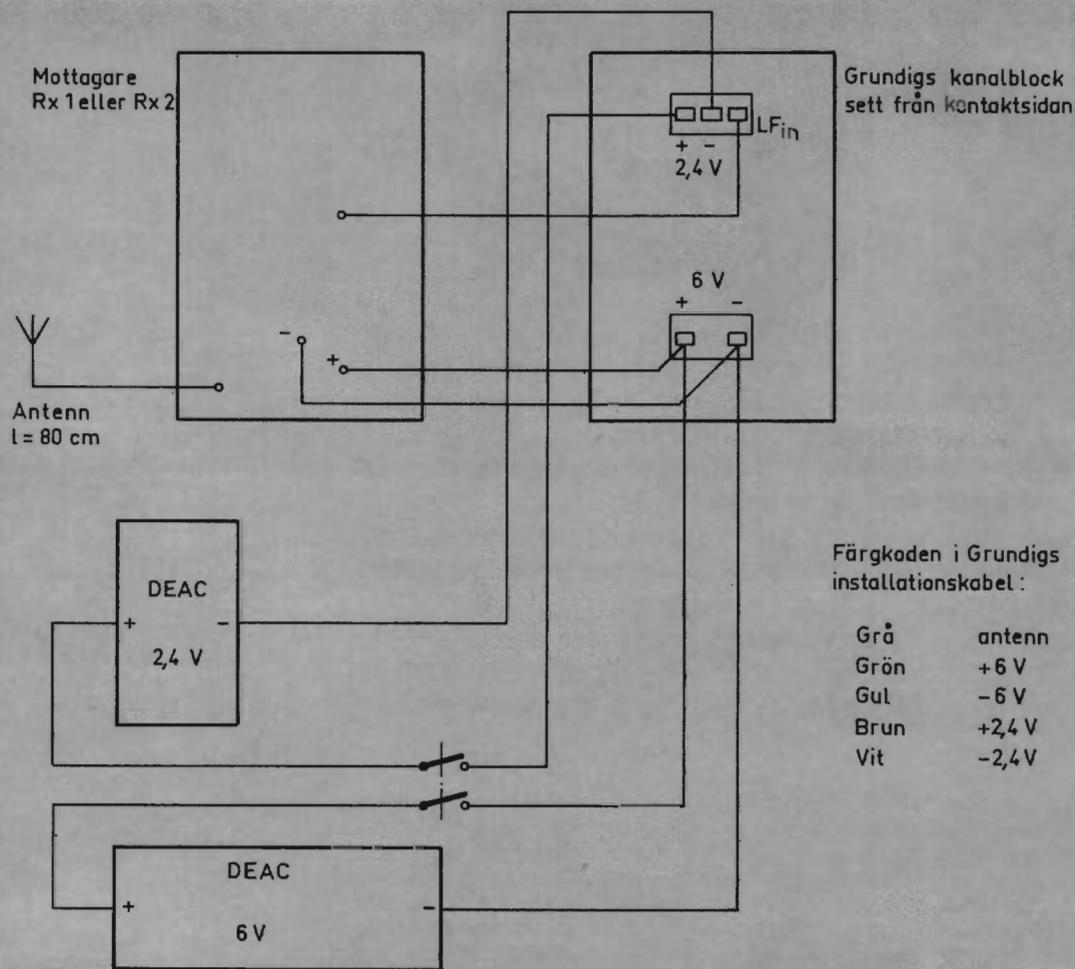 Mottagare
Rx 1 eller Rx 2
Grundigs kanalblock
sett från kontaktsidan
LFin
+ −
2,4 V
6 V
+ −
−
+
Antenn
l = 80 cm
DEAC
+ −
2,4 V
Färgkoden i Grundigs
installationskabel :
Grå antenn
Grön +6 V
Gul −6 V
Brun +2,4 V
Vit −2,4 V
DEAC
+ −
6 V